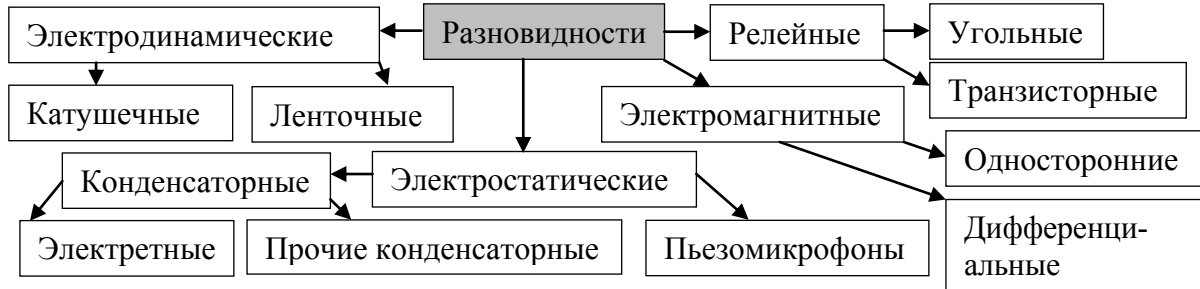 Электродинамические
Разновидности
Релейные
Угольные
Катушечные
Ленточные
Электромагнитные
Транзисторные
Конденсаторные
Электростатические
Односторонние
Электретные
Прочие конденсаторные
Пьезомикрофоны
Дифференци-
альные